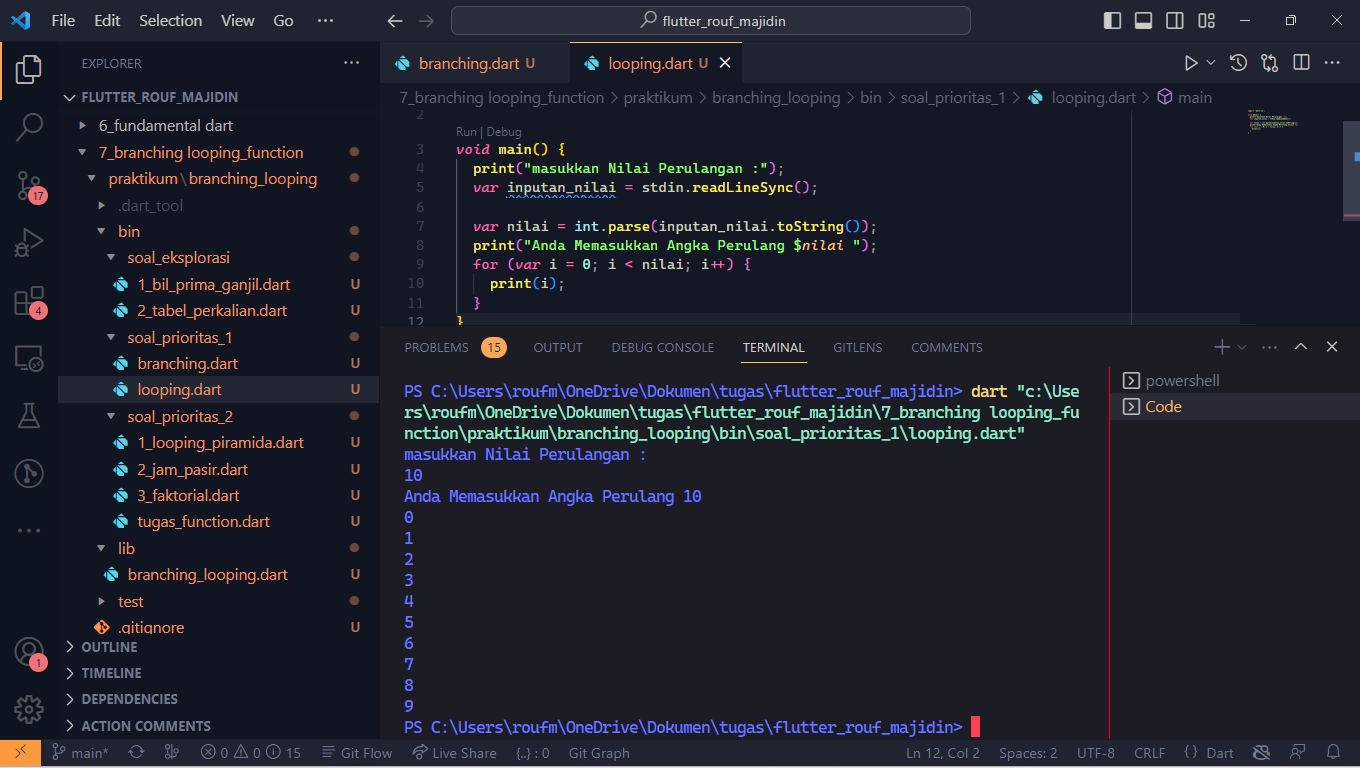 File Edit Selection View Go ··· flutter_rouf_majidin
EXPLORER ···
FLUTTER_ROUF_MAJIDIN
6_fundamental dart
7_branching looping_function
praktikum\branching_looping
.dart_tool
bin
soal_eksplorasi
1_bil_prima_ganjil.dart U
2_tabel_perkalian.dart U
soal_prioritas_1
branching.dart U
looping.dart U
soal_prioritas_2
1_looping_piramida.dart U
2_jam_pasir.dart U
3_faktorial.dart U
tugas_function.dart U
lib
branching_looping.dart U
test
.gitignore U
OUTLINE
TIMELINE
DEPENDENCIES
ACTION COMMENTS
17
4
1
branching.dart U looping.dart U
7_branching looping_function > praktikum > branching_looping > bin > soal_prioritas_1 > looping.dart > main
2
Run | Debug
3 void main() {
4 print("masukkan Nilai Perulangan :");
5 var inputan_nilai = stdin.readLineSync();
6
7 var nilai = int.parse(inputan_nilai.toString());
8 print("Anda Memasukkan Angka Perulang $nilai ");
9 for (var i = 0; i < nilai; i++) {
10 print(i);
11 }
12 }
PROBLEMS 15 OUTPUT DEBUG CONSOLE TERMINAL GITLENS COMMENTS
PS C:\Users\roufm\OneDrive\Dokumen\tugas\flutter_rouf_majidin> dart "c:\Use
rs\roufm\OneDrive\Dokumen\tugas\flutter_rouf_majidin\7_branching looping_fu
nction\praktikum\branching_looping\bin\soal_prioritas_1\looping.dart"
masukkan Nilai Perulangan :
10
Anda Memasukkan Angka Perulang 10
0
1
2
3
4
5
6
7
8
9
PS C:\Users\roufm\OneDrive\Dokumen\tugas\flutter_rouf_majidin>
powershell
Code
main* 0 0 15 Git Flow Live Share {..} : 0 Git Graph Ln 12, Col 2 Spaces: 2 UTF-8 CRLF {} Dart